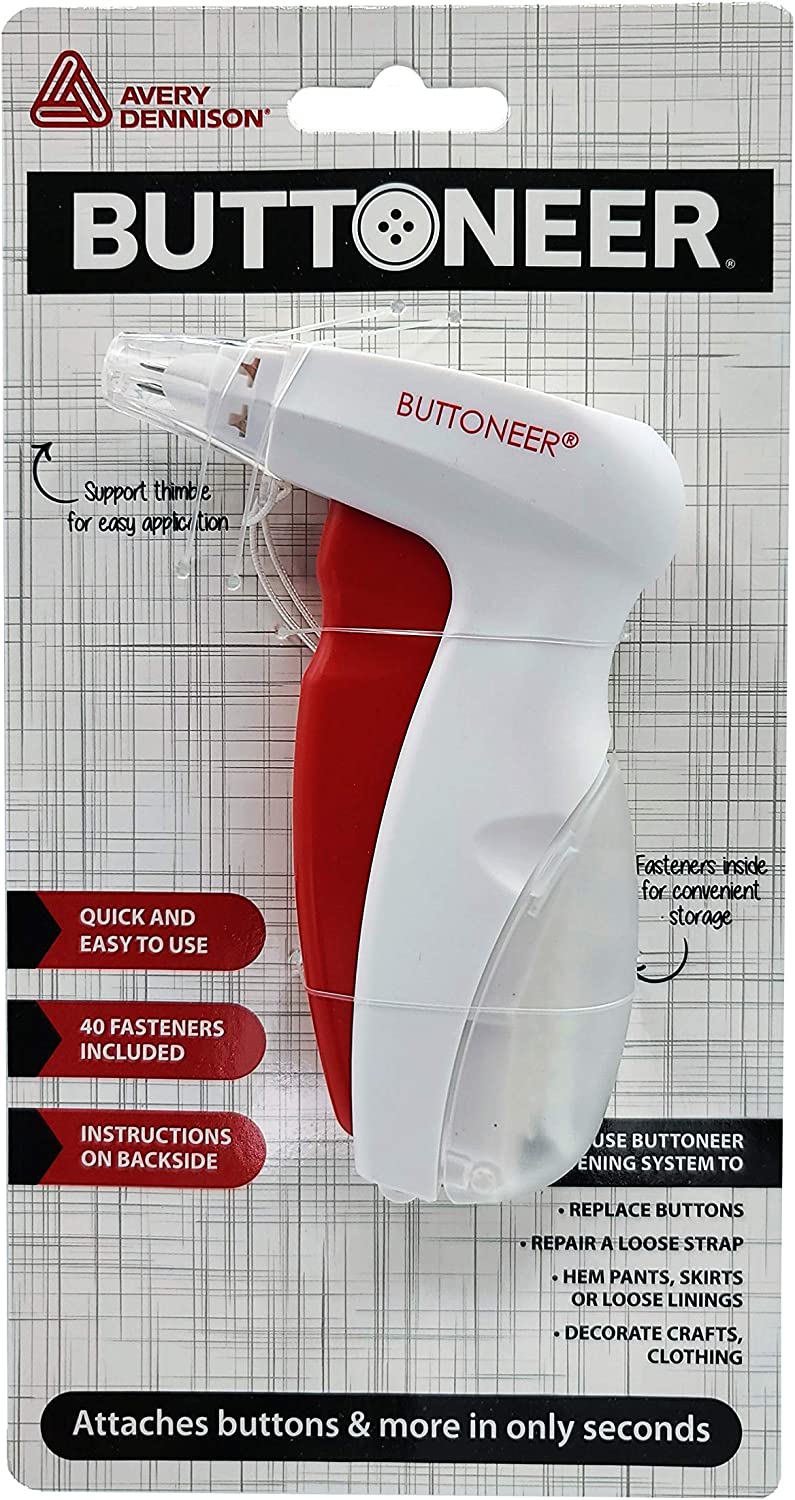 AVERY
DENNISON®
BUTTONEER®
BUTTONEER®
Support thimble
for easy application
Fasteners inside
for convenient
storage
QUICK AND
EASY TO USE
40 FASTENERS
INCLUDED
INSTRUCTIONS
ON BACKSIDE
USE BUTTONEER
SYSTEM TO
• REPLACE BUTTONS
• REPAIR A LOOSE STRAP
• HEM PANTS, SKIRTS
OR LOOSE LININGS
• DECORATE CRAFTS,
CLOTHING
Attaches buttons & more in only seconds